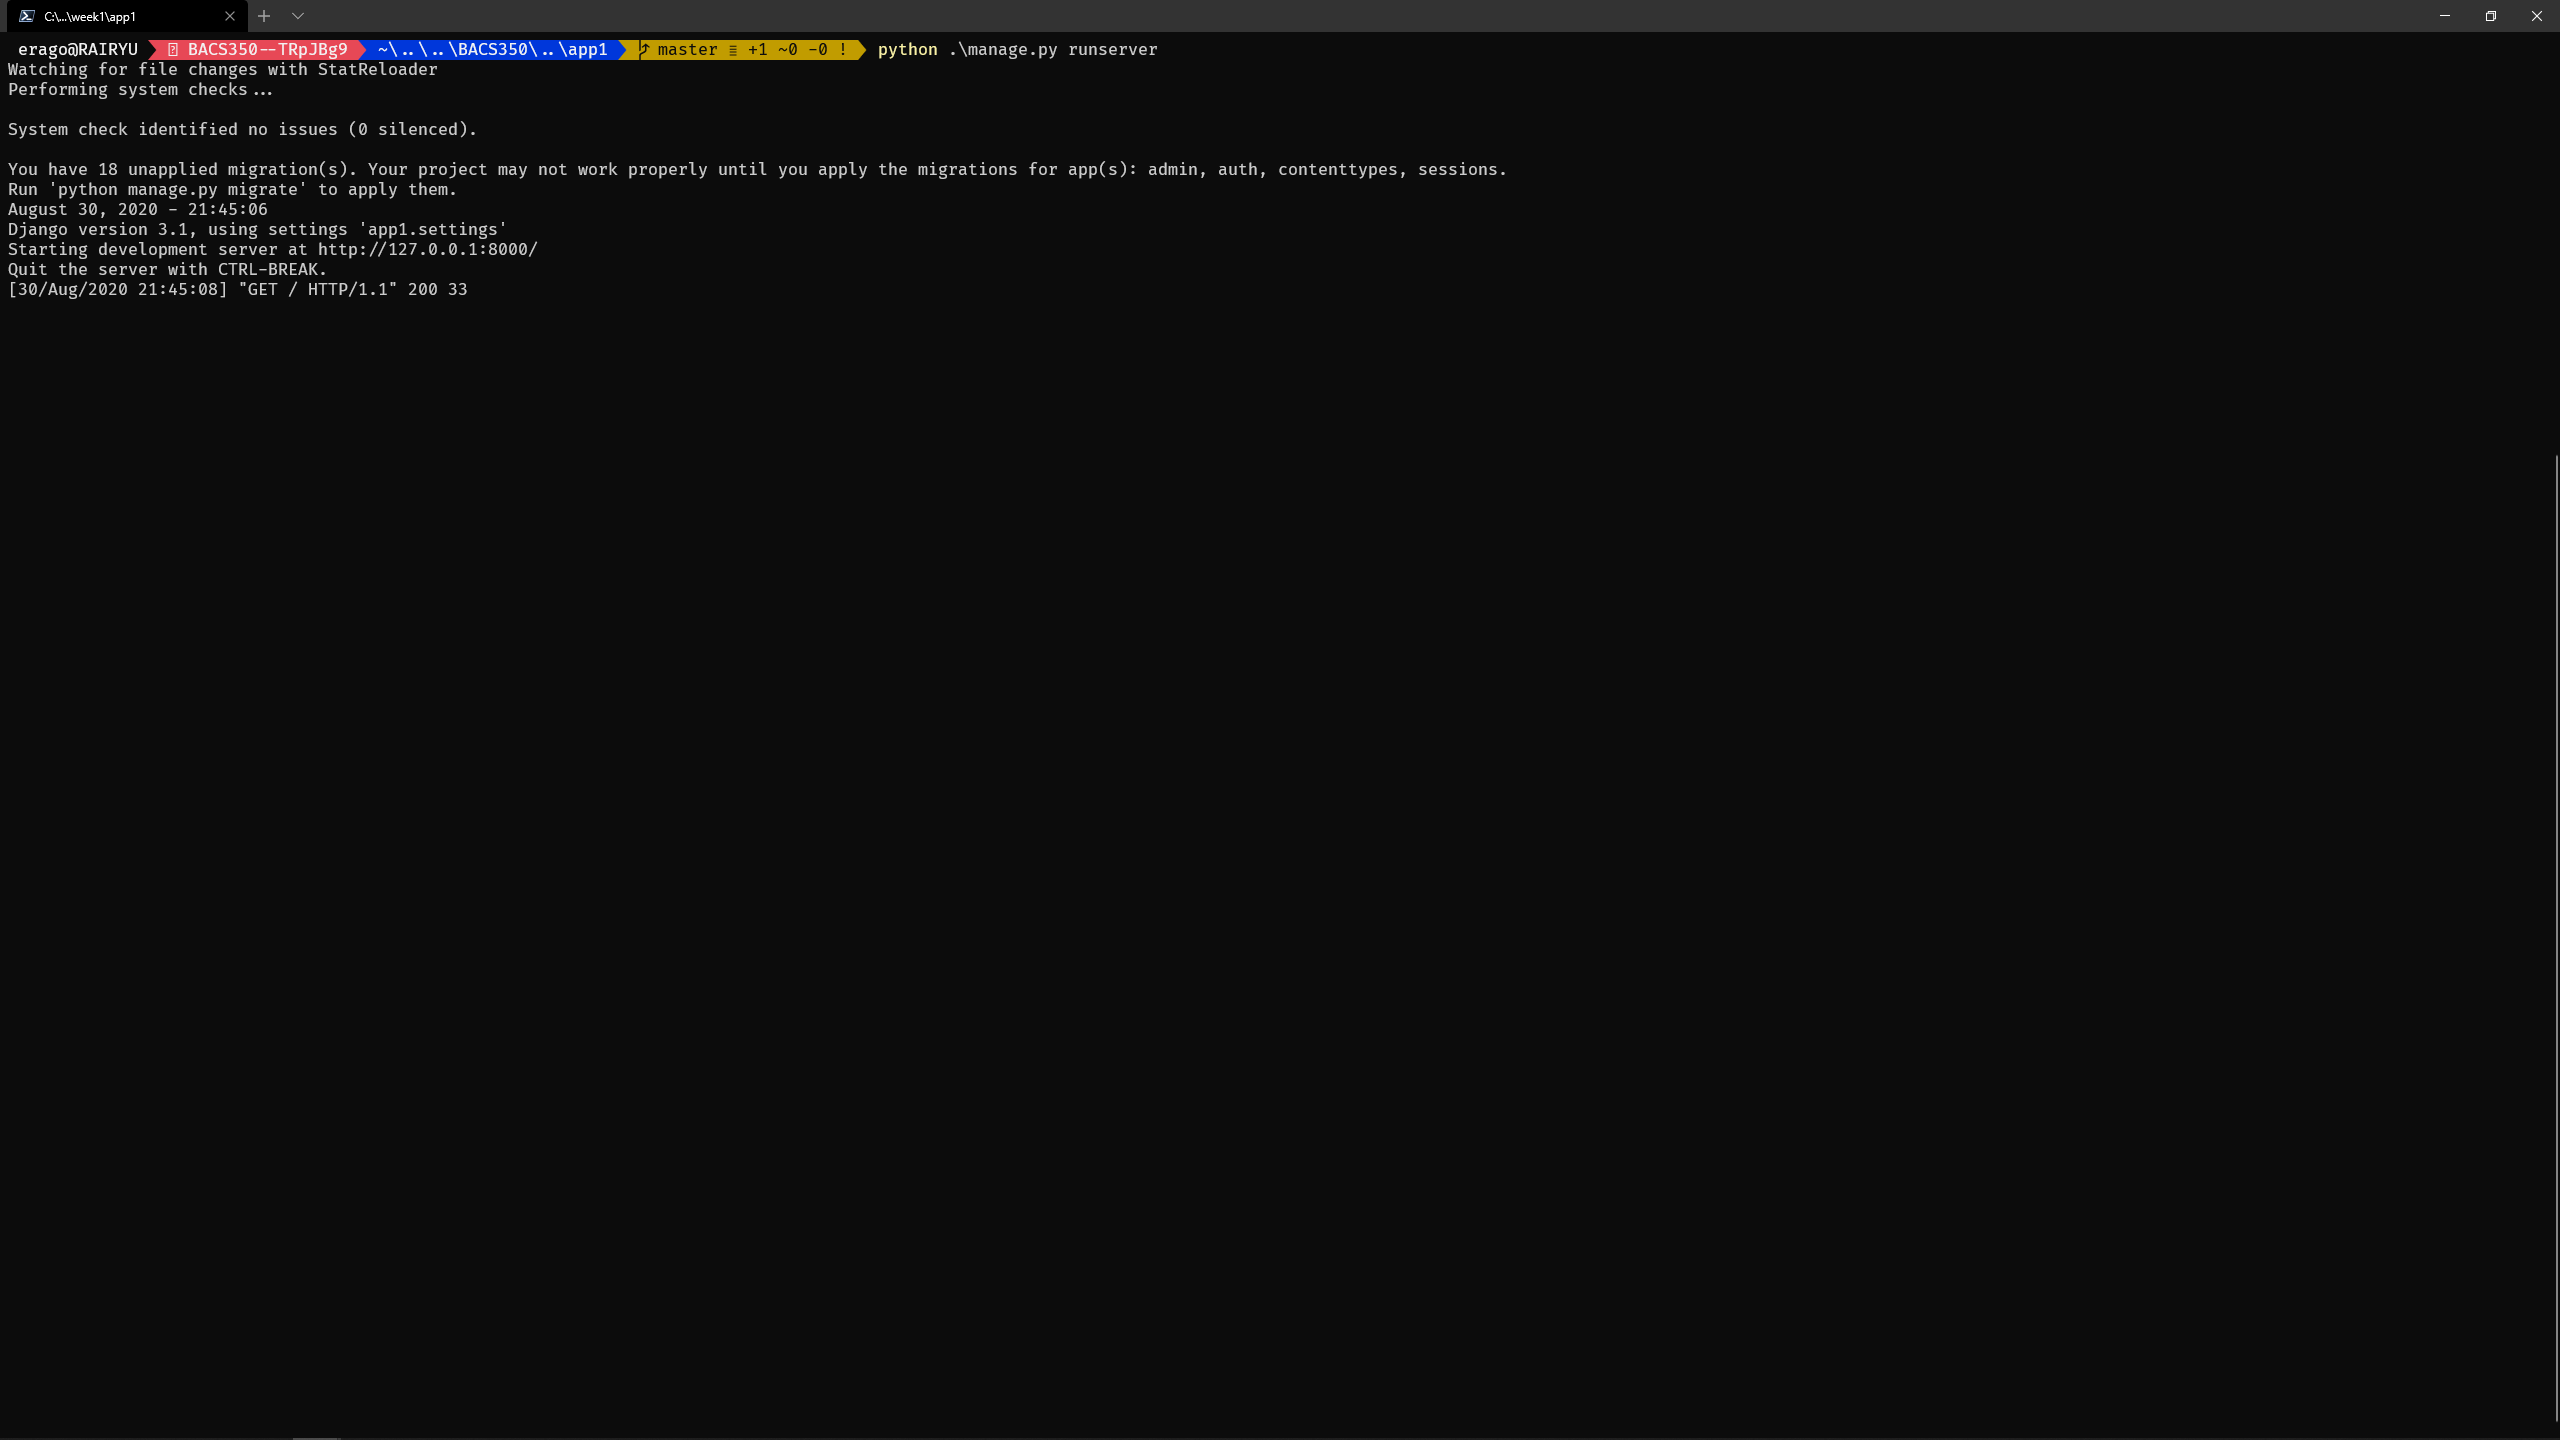 C:\...\week1\app1
erago@RAIRYU BACS350--TRpJBg9 ~\..\..\BACS350\..\app1 master ≡ +1 ~0 -0 ! python .\manage.py runserver
Watching for file changes with StatReloader
Performing system checks...
System check identified no issues (0 silenced).
You have 18 unapplied migration(s). Your project may not work properly until you apply the migrations for app(s): admin, auth, contenttypes, sessions.
Run 'python manage.py migrate' to apply them.
August 30, 2020 - 21:45:06
Django version 3.1, using settings 'app1.settings'
Starting development server at http://127.0.0.1:8000/
Quit the server with CTRL-BREAK.
[30/Aug/2020 21:45:08] "GET / HTTP/1.1" 200 33